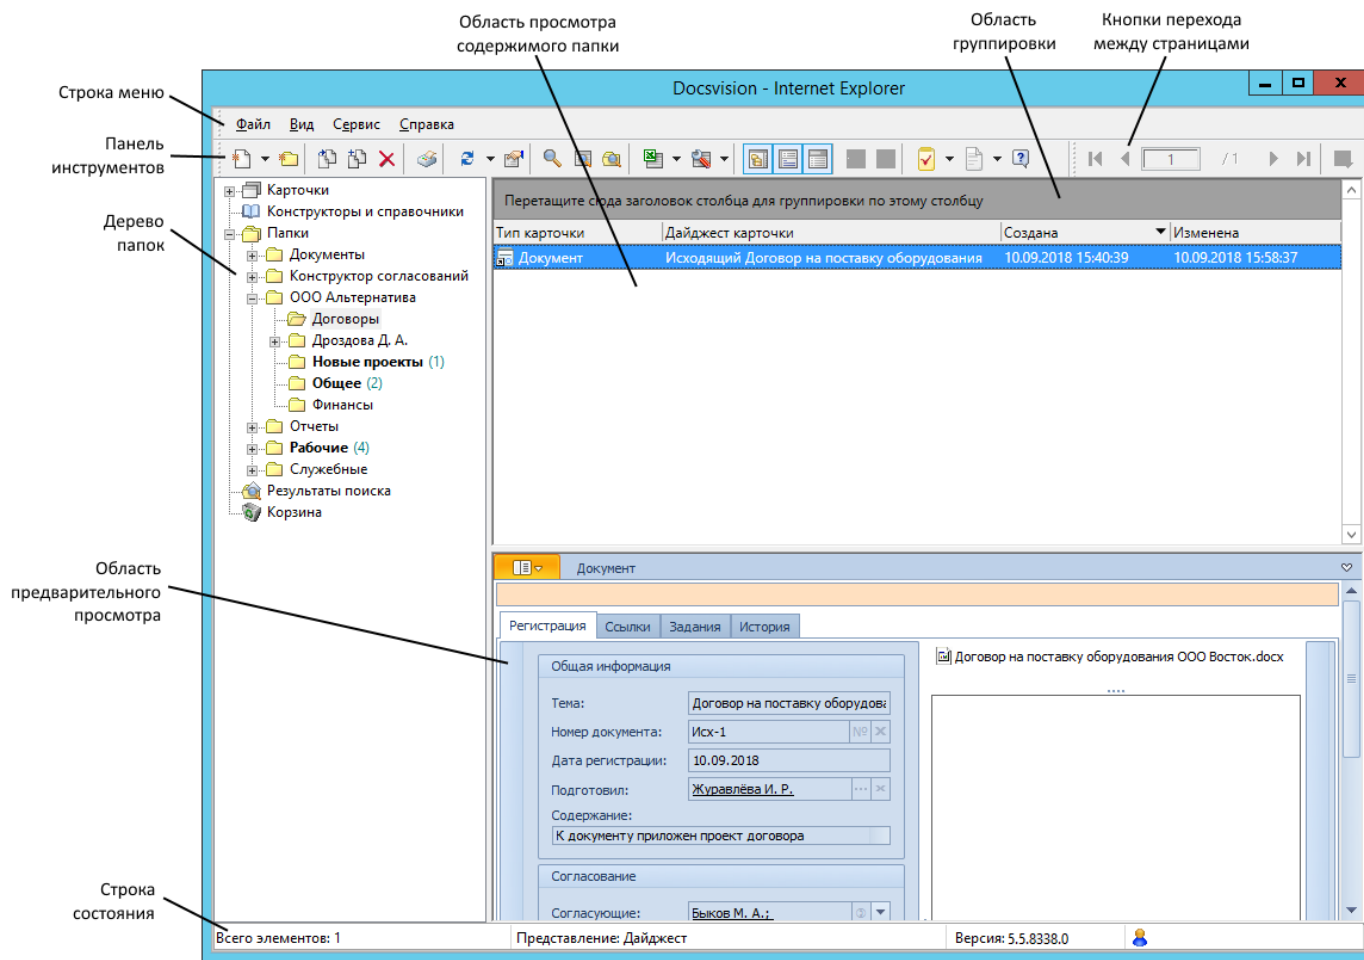 Область просмотра
содержимого папки
Область
группировки
Кнопки перехода
между страницами
Строка меню
Панель
инструментов
Дерево
папок
Область
предварительного
просмотра
Строка
состояния
Docsvision - Internet Explorer
Файл Вид Сервис Справка
1 / 1
Карточки
Конструкторы и справочники
Папки
Документы
Конструктор согласований
ООО Альтернатива
Договоры
Дроздова Д. А.
Новые проекты (1)
Общее (2)
Финансы
Отчеты
Рабочие (4)
Служебные
Результаты поиска
Корзина
Перетащите сюда заголовок столбца для группировки по этому столбцу
Тип карточки Дайджест карточки Создана Изменена
Документ Исходящий Договор на поставку оборудования 10.09.2018 15:40:39 10.09.2018 15:58:37
Документ
Регистрация Ссылки Задания История
Общая информация
Тема: Договор на поставку оборудова
Номер документа: Исх-1 №
Дата регистрации: 10.09.2018
Подготовил: Журавлёва И. Р. ...
Содержание:
К документу приложен проект договора
Согласование
Согласующие: Быков М. А.;
Договор на поставку оборудования ООО Восток.docx
Всего элементов: 1 Представление: Дайджест Версия: 5.5.8338.0